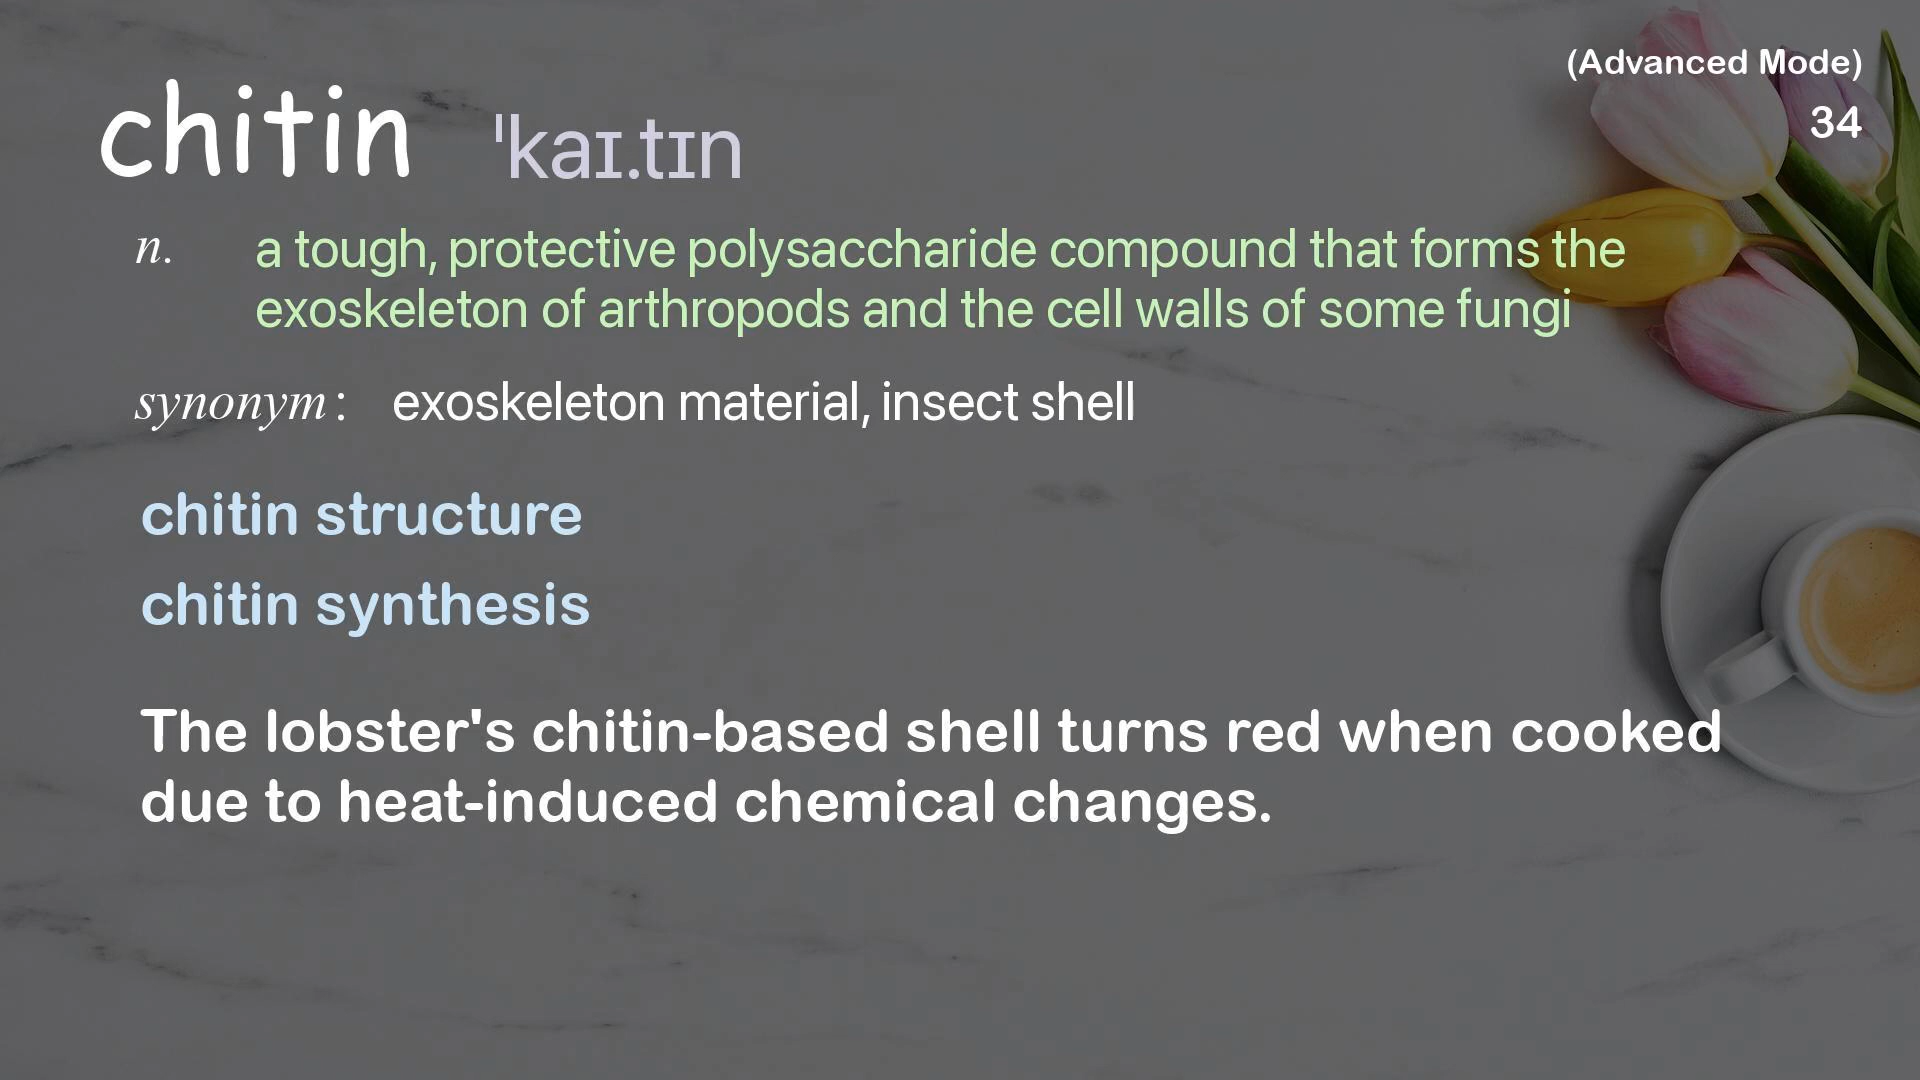 (Advanced Mode)
34
chitin ˈkaɪ.tɪn
n. a tough, protective polysaccharide compound that forms the
exoskeleton of arthropods and the cell walls of some fungi
synonym: exoskeleton material, insect shell
chitin structure
chitin synthesis
The lobster's chitin-based shell turns red when cooked
due to heat-induced chemical changes.